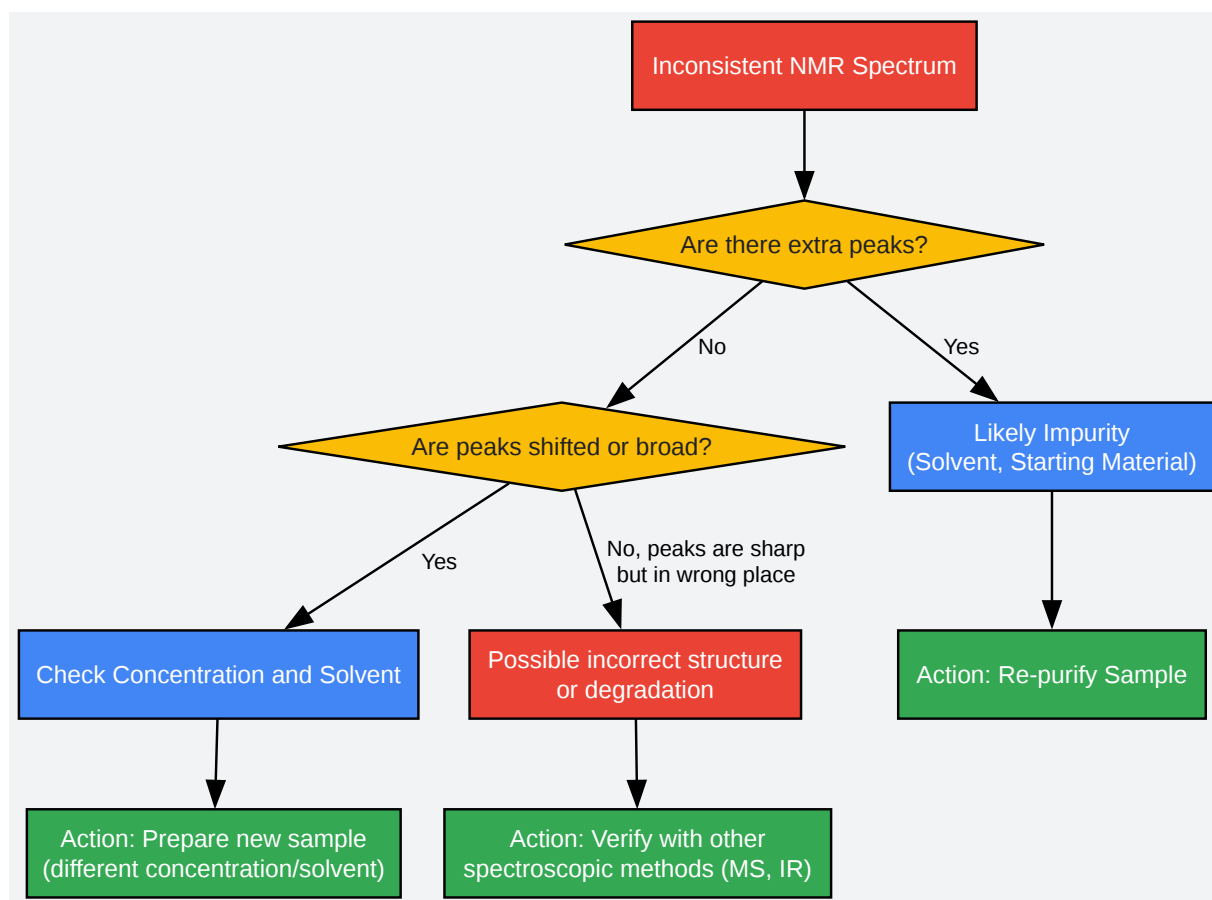 Inconsistent NMR Spectrum
Are there extra peaks?
No
Yes
Are peaks shifted or broad?
Likely Impurity
(Solvent, Starting Material)
Yes
No, peaks are sharp
but in wrong place
Check Concentration and Solvent
Possible incorrect structure
or degradation
Action: Re-purify Sample
Action: Prepare new sample
(different concentration/solvent)
Action: Verify with other
spectroscopic methods (MS, IR)